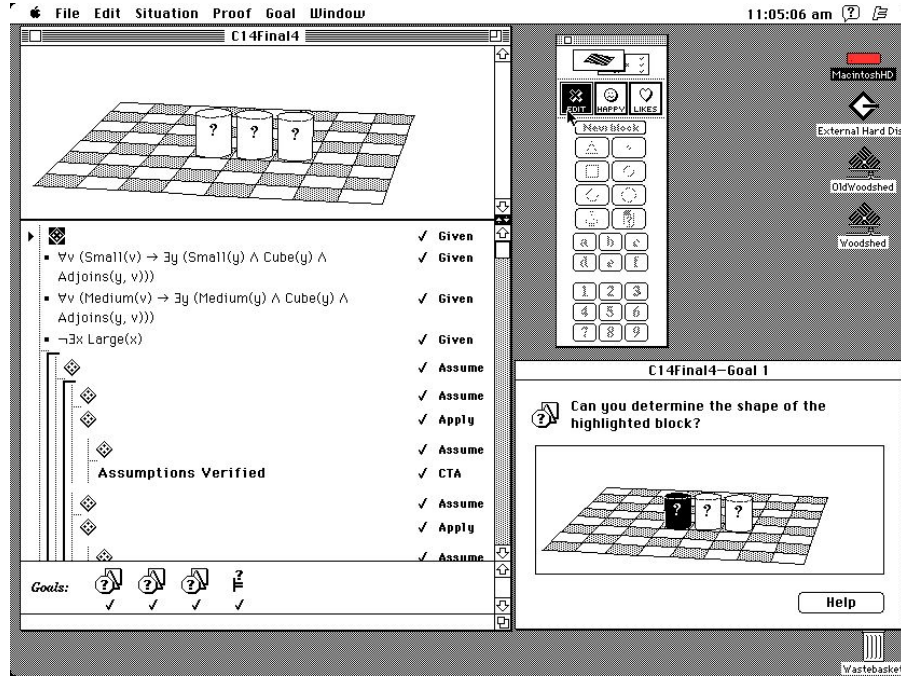 File Edit Situation Proof Goal Window 11:05:06 am
C14Final4
? ? ?
✓ Given
∀v (Small(v) → ∃y (Small(y) ∧ Cube(y) ∧ ✓ Given
Adjoins(y, v)))
∀v (Medium(v) → ∃y (Medium(y) ∧ Cube(y) ∧ ✓ Given
Adjoins(y, v)))
¬∃x Large(x) ✓ Given
✓ Assume
✓ Assume
✓ Apply
✓ Assume
Assumptions Verified ✓ CTA
✓ Assume
✓ Apply
✓ Assume
Goals: ? ? ? ?
✓ ✓ ✓ ✓
EDIT HAPPY LIKES
New block
a b c
d e f
1 2 3
4 5 6
7 8 9
MacintoshHD
External Hard Dis
OldWoodshed
Woodshed
C14Final4—Goal 1
Can you determine the shape of the
highlighted block?
? ? ?
Help
Wastebasket